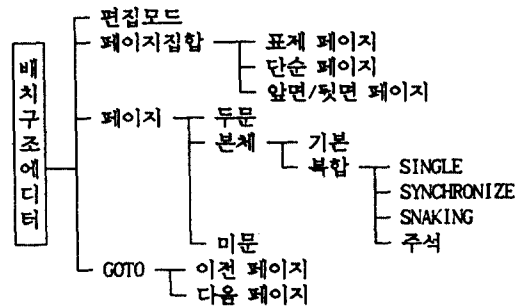 배치구조에디터
편집모드
페이지집합
표제 페이지
단순 페이지
앞면/뒷면 페이지
페이지
두문
본체
기본
복합
SINGLE
SYNCHRONIZE
SNAKING
주석
미문
GOTO
이전 페이지
다음 페이지